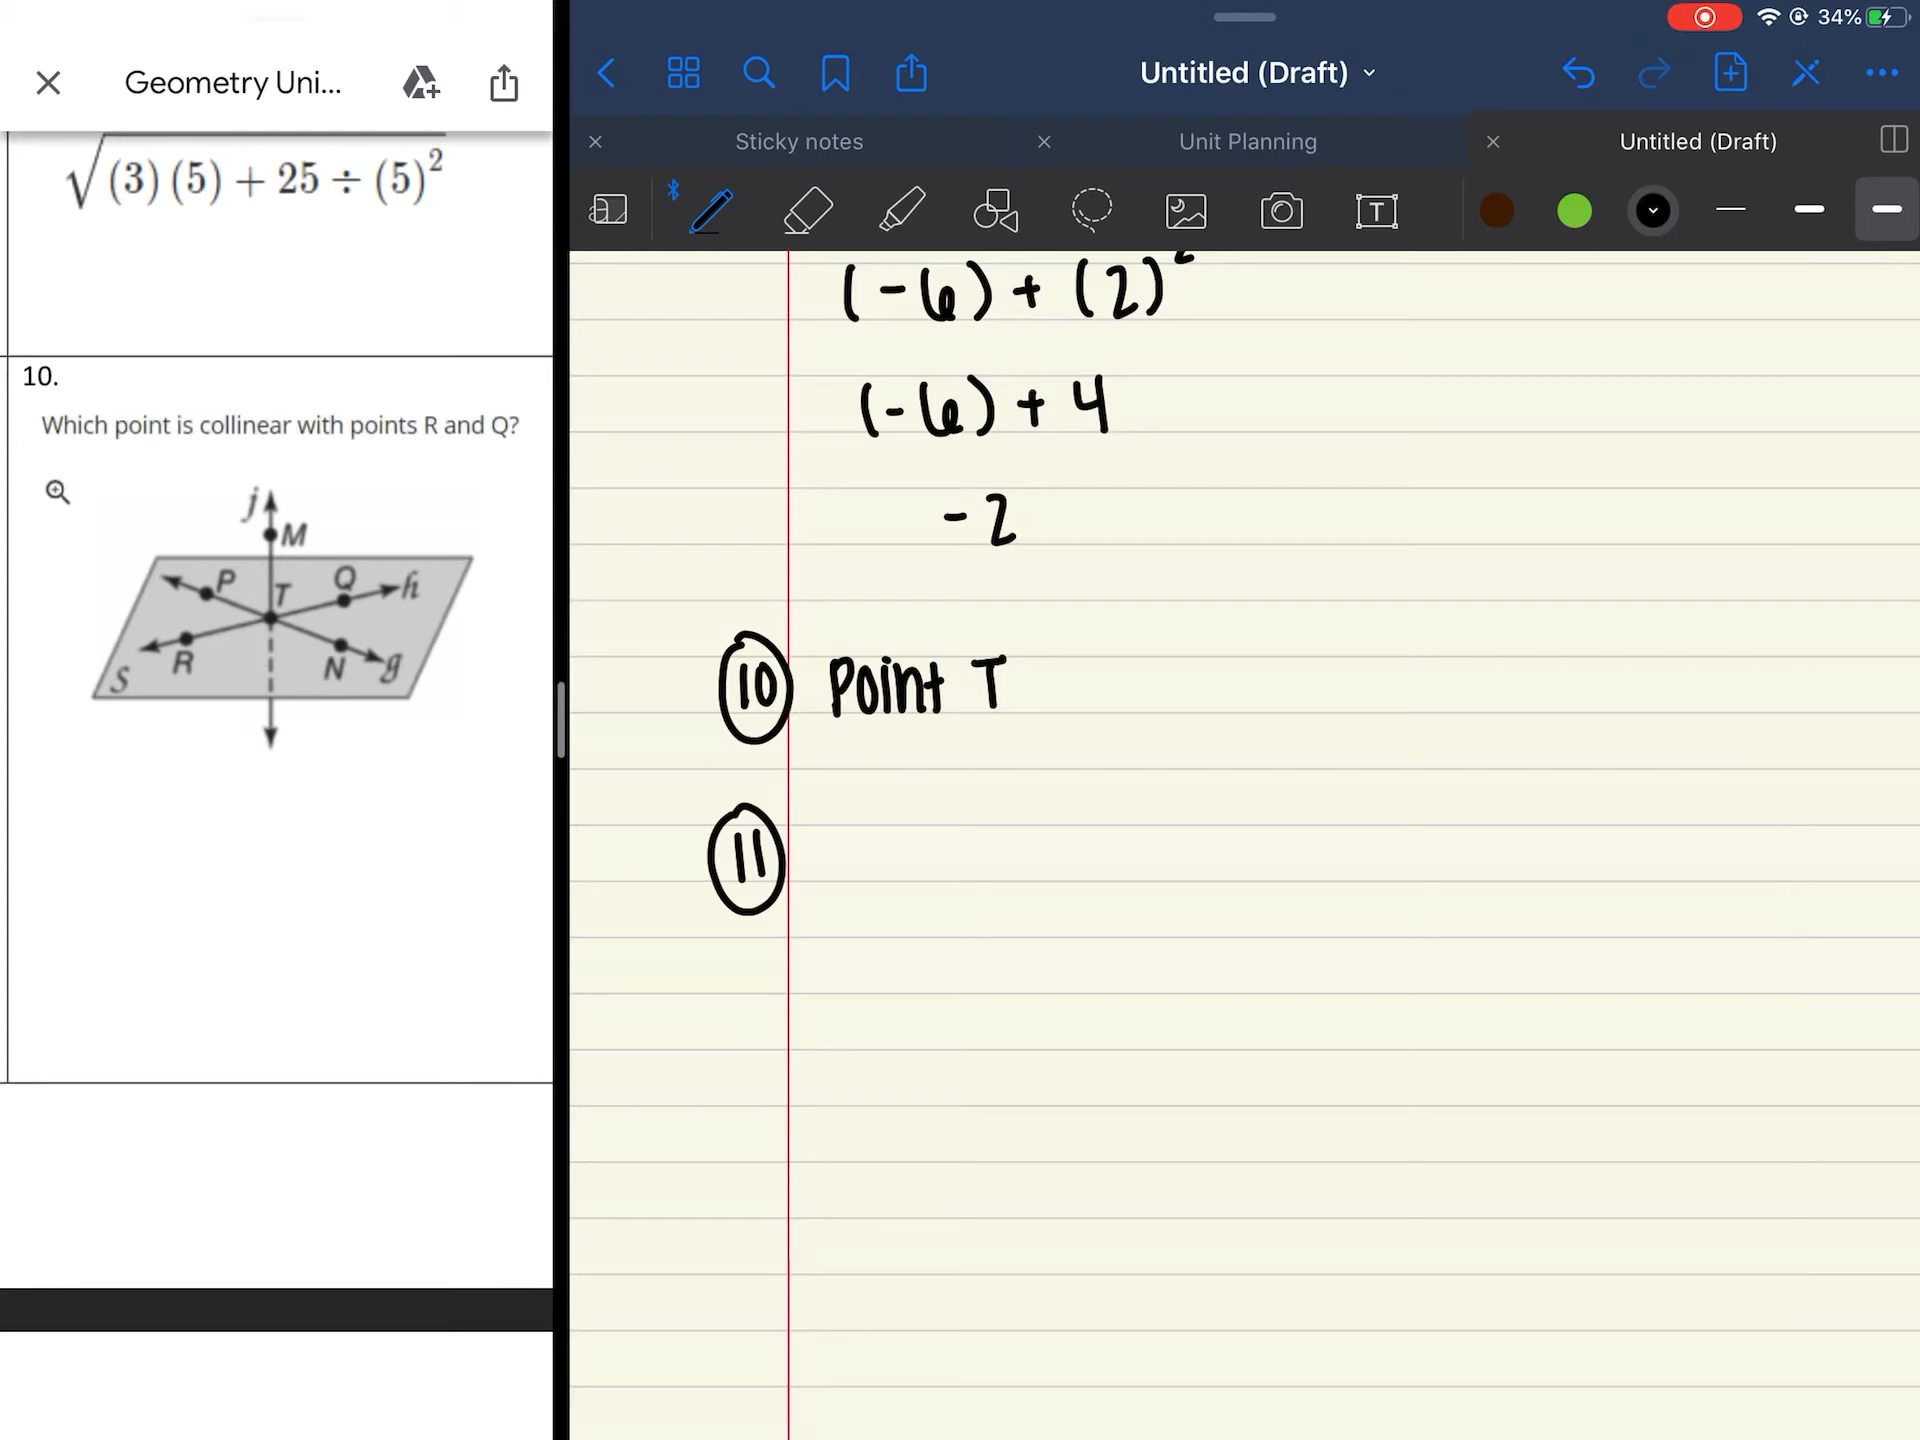 34%
Geometry Uni...
Untitled (Draft)
Sticky notes
Unit Planning
Untitled (Draft)
T
√(3)(5) + 25 ÷ (5)²
10.
Which point is collinear with points R and Q?
j
M
P
T
Q
h
R
N
g
S
(-6) + (2)²
(-6) + 4
-2
10 Point T
11